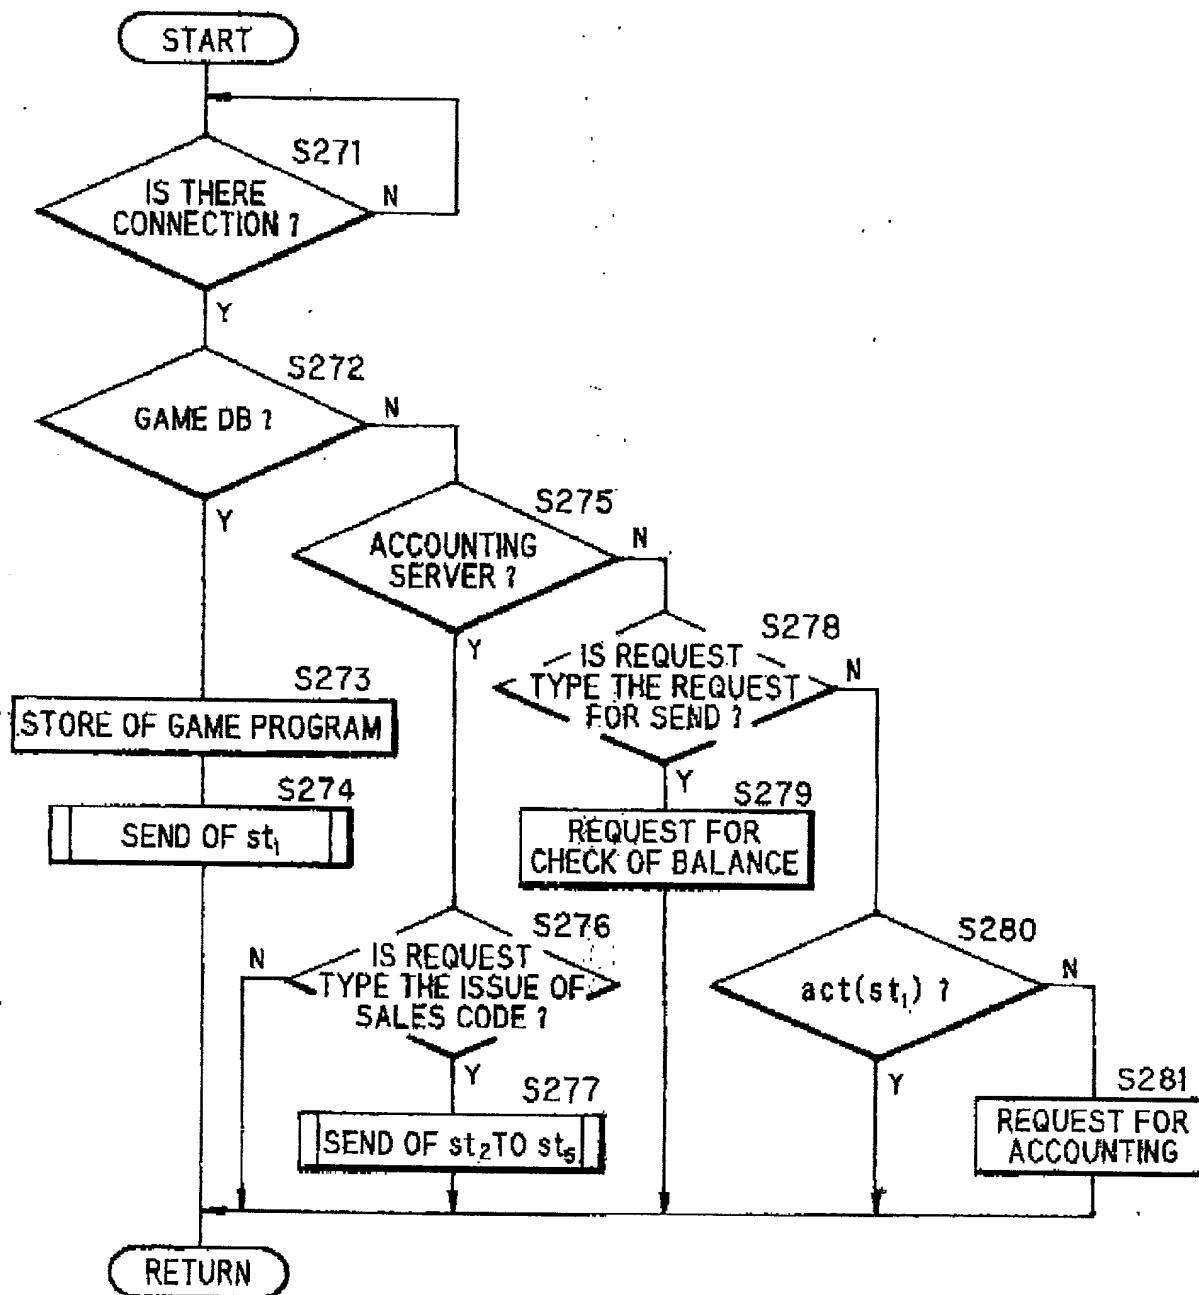 START
S271
IS THERE
CONNECTION ?
N
Y
S272
GAME DB ?
N
Y
S275
ACCOUNTING
SERVER ?
N
Y
S278
IS REQUEST
TYPE THE REQUEST
FOR SEND ?
N
Y
S273
STORE OF GAME PROGRAM
S274
SEND OF st₁
S279
REQUEST FOR
CHECK OF BALANCE
S276
IS REQUEST
TYPE THE ISSUE OF
SALES CODE ?
N
Y
S277
SEND OF st₂ TO st₅
S280
act(st₁) ?
N
Y
S281
REQUEST FOR
ACCOUNTING
RETURN